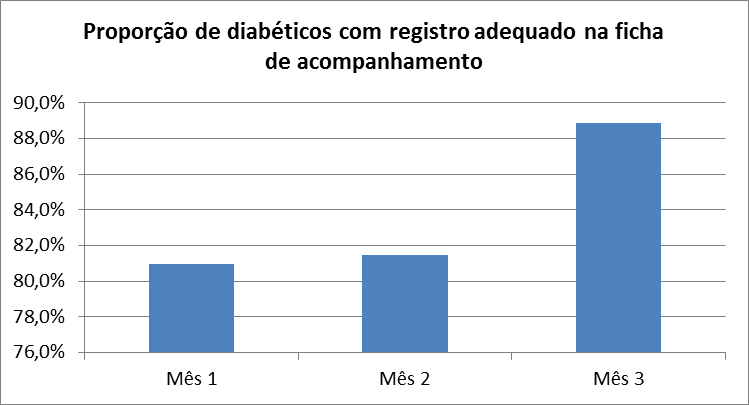 Proporção de diabéticos com registro adequado na ficha
de acompanhamento
90,0%
88,0%
86,0%
84,0%
82,0%
80,0%
78,0%
76,0%
Mês 1 Mês 2 Mês 3